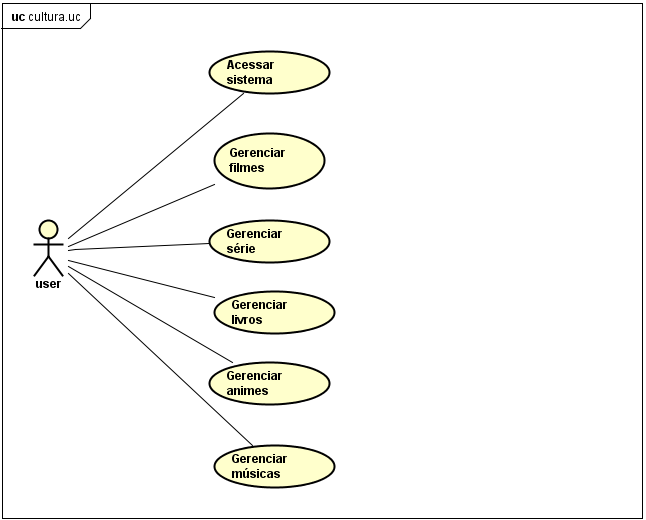 uc cultura.uc
Acessar
sistema
Gerenciar
filmes
Gerenciar
série
user
Gerenciar
livros
Gerenciar
animes
Gerenciar
músicas